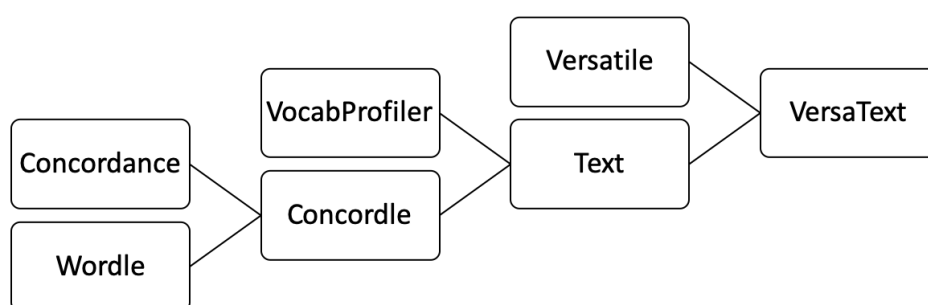 Versatile
VocabProfiler
VersaText
Concordance
Text
Concordle
Wordle